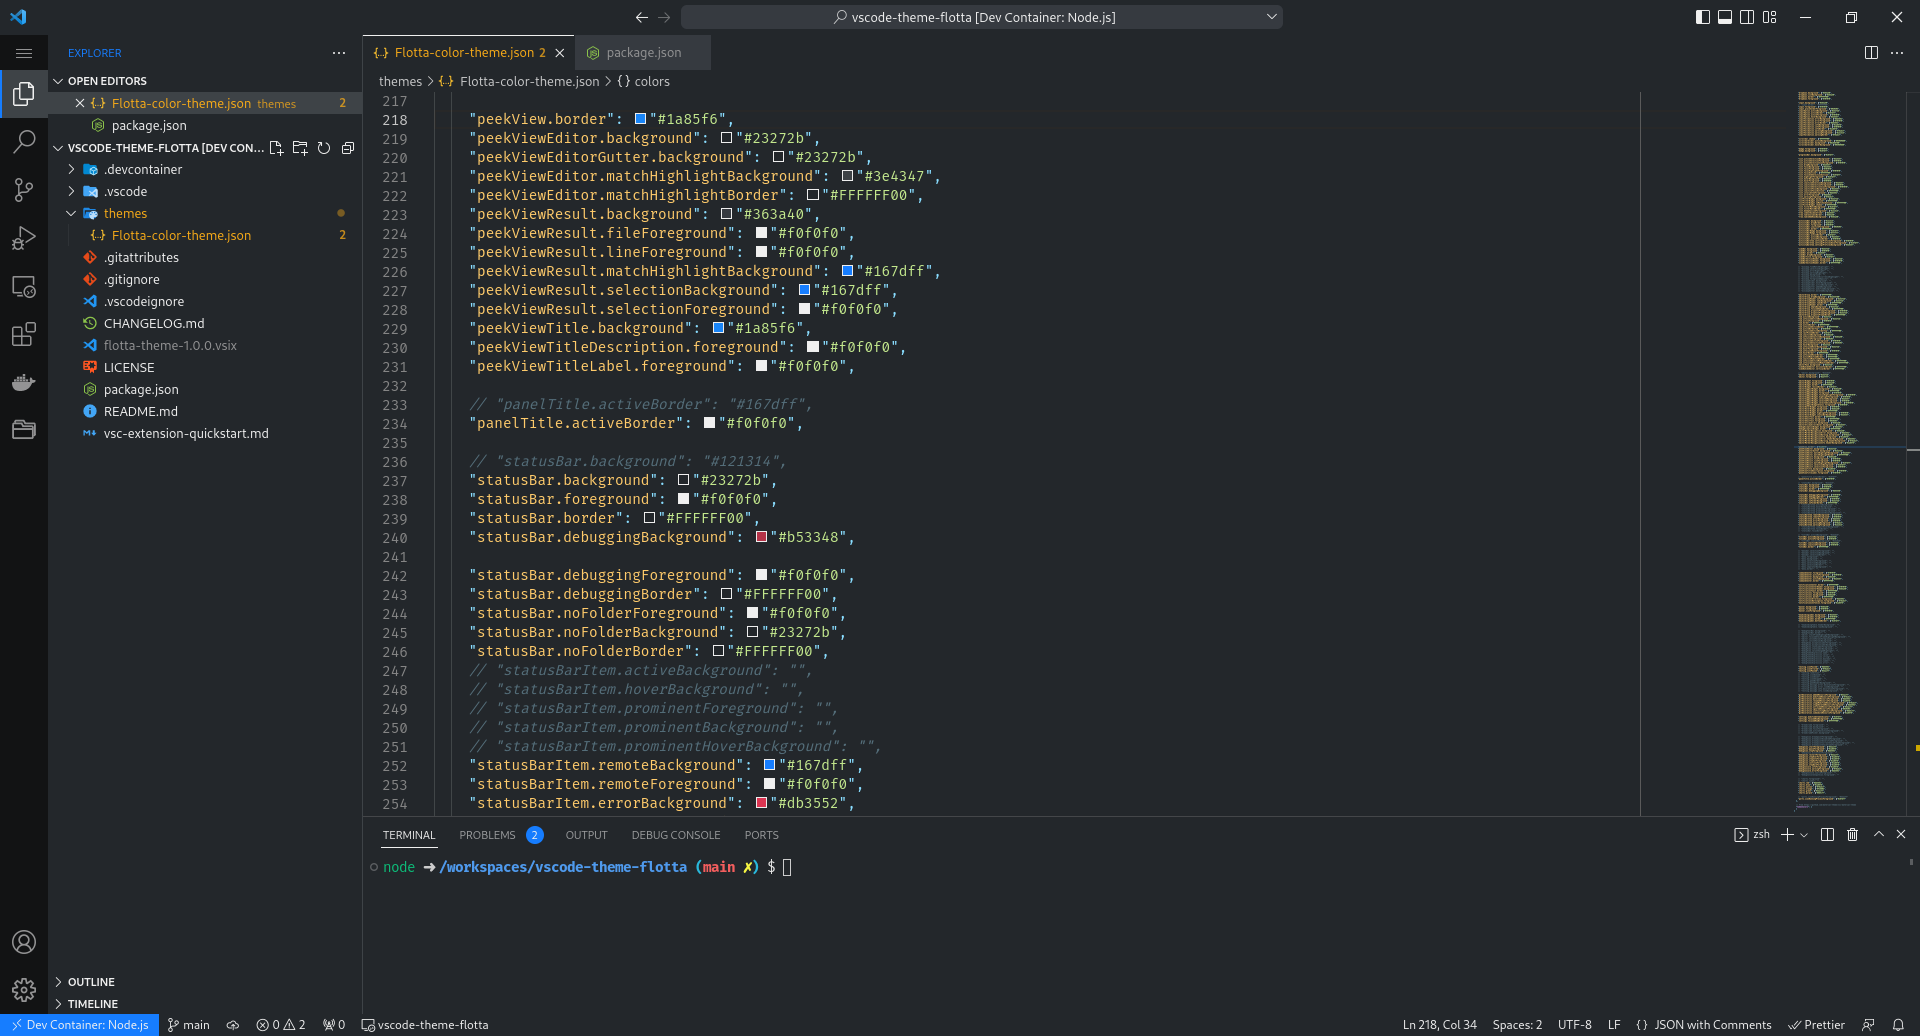 vscode-theme-flotta [Dev Container: Node.js]
EXPLORER
OPEN EDITORS
Flotta-color-theme.json themes 2
package.json
VSCODE-THEME-FLOTTA [DEV CON...
.devcontainer
.vscode
themes
Flotta-color-theme.json 2
.gitattributes
.gitignore
.vscodeignore
CHANGELOG.md
flotta-theme-1.0.0.vsix
LICENSE
package.json
README.md
vsc-extension-quickstart.md
OUTLINE
TIMELINE
Flotta-color-theme.json 2
package.json
themes > {..} Flotta-color-theme.json > {} colors
217
218 "peekView.border": "#1a85f6",
219 "peekViewEditor.background": "#23272b",
220 "peekViewEditorGutter.background": "#23272b",
221 "peekViewEditor.matchHighlightBackground": "#3e4347",
222 "peekViewEditor.matchHighlightBorder": "#FFFFFF00",
223 "peekViewResult.background": "#363a40",
224 "peekViewResult.fileForeground": "#f0f0f0",
225 "peekViewResult.lineForeground": "#f0f0f0",
226 "peekViewResult.matchHighlightBackground": "#167dff",
227 "peekViewResult.selectionBackground": "#167dff",
228 "peekViewResult.selectionForeground": "#f0f0f0",
229 "peekViewTitle.background": "#1a85f6",
230 "peekViewTitleDescription.foreground": "#f0f0f0",
231 "peekViewTitleLabel.foreground": "#f0f0f0",
232
233 // "panelTitle.activeBorder": "#167dff",
234 "panelTitle.activeBorder": "#f0f0f0",
235
236 // "statusBar.background": "#121314",
237 "statusBar.background": "#23272b",
238 "statusBar.foreground": "#f0f0f0",
239 "statusBar.border": "#FFFFFF00",
240 "statusBar.debuggingBackground": "#b53348",
241
242 "statusBar.debuggingForeground": "#f0f0f0",
243 "statusBar.debuggingBorder": "#FFFFFF00",
244 "statusBar.noFolderForeground": "#f0f0f0",
245 "statusBar.noFolderBackground": "#23272b",
246 "statusBar.noFolderBorder": "#FFFFFF00",
247 // "statusBarItem.activeBackground": "",
248 // "statusBarItem.hoverBackground": "",
249 // "statusBarItem.prominentForeground": "",
250 // "statusBarItem.prominentBackground": "",
251 // "statusBarItem.prominentHoverBackground": "",
252 "statusBarItem.remoteBackground": "#167dff",
253 "statusBarItem.remoteForeground": "#f0f0f0",
254 "statusBarItem.errorBackground": "#db3552",
TERMINAL PROBLEMS 2 OUTPUT DEBUG CONSOLE PORTS
zsh
node ➜ /workspaces/vscode-theme-flotta (main ✗) $
Dev Container: Node.js main 0 2 0 vscode-theme-flotta
Ln 218, Col 34 Spaces: 2 UTF-8 LF {} JSON with Comments Prettier